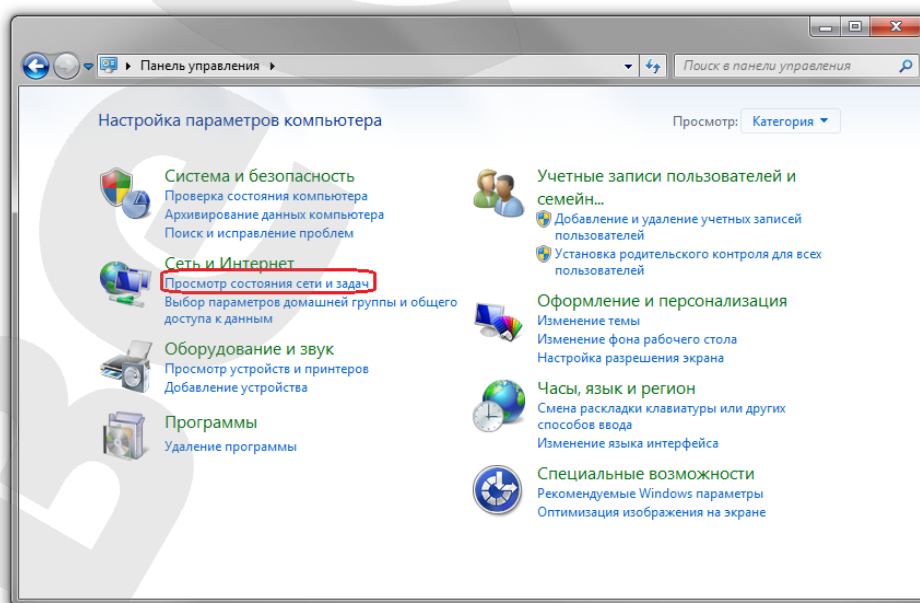 Панель управления
Поиск в панели управления
Настройка параметров компьютера
Просмотр: Категория
Система и безопасность
Проверка состояния компьютера
Архивирование данных компьютера
Поиск и исправление проблем
Сеть и Интернет
Просмотр состояния сети и задач
Выбор параметров домашней группы и общего
доступа к данным
Оборудование и звук
Просмотр устройств и принтеров
Добавление устройства
Программы
Удаление программы
Учетные записи пользователей и
семейн...
Добавление и удаление учетных записей
пользователей
Установка родительского контроля для всех
пользователей
Оформление и персонализация
Изменение темы
Изменение фона рабочего стола
Настройка разрешения экрана
Часы, язык и регион
Смена раскладки клавиатуры или других
способов ввода
Изменение языка интерфейса
Специальные возможности
Рекомендуемые Windows параметры
Оптимизация изображения на экране